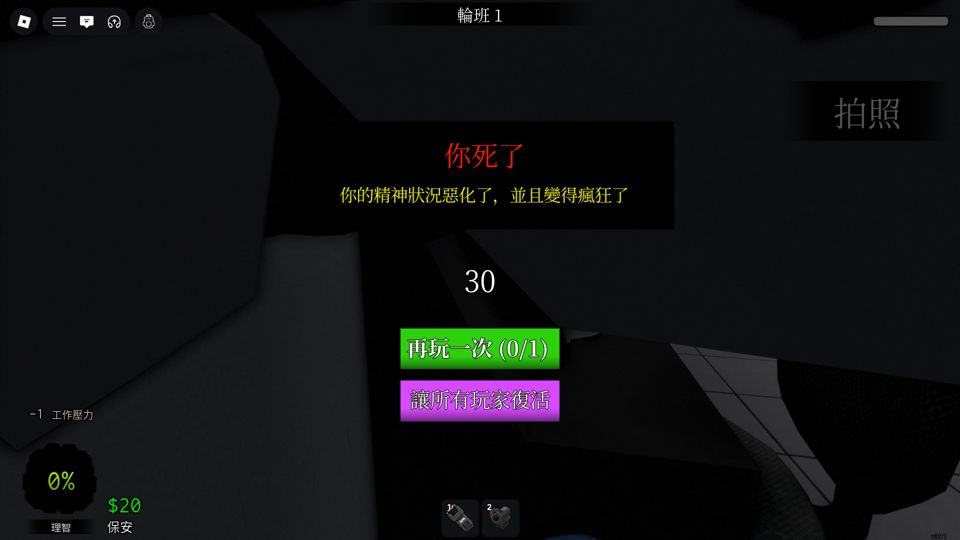 輪班 1
拍照
你死了
你的精神狀況惡化了，並且變得瘋狂了
30
再玩一次 (0/1)
讓所有玩家復活
-1 工作壓力
0%
理智
$20
保安
1
2